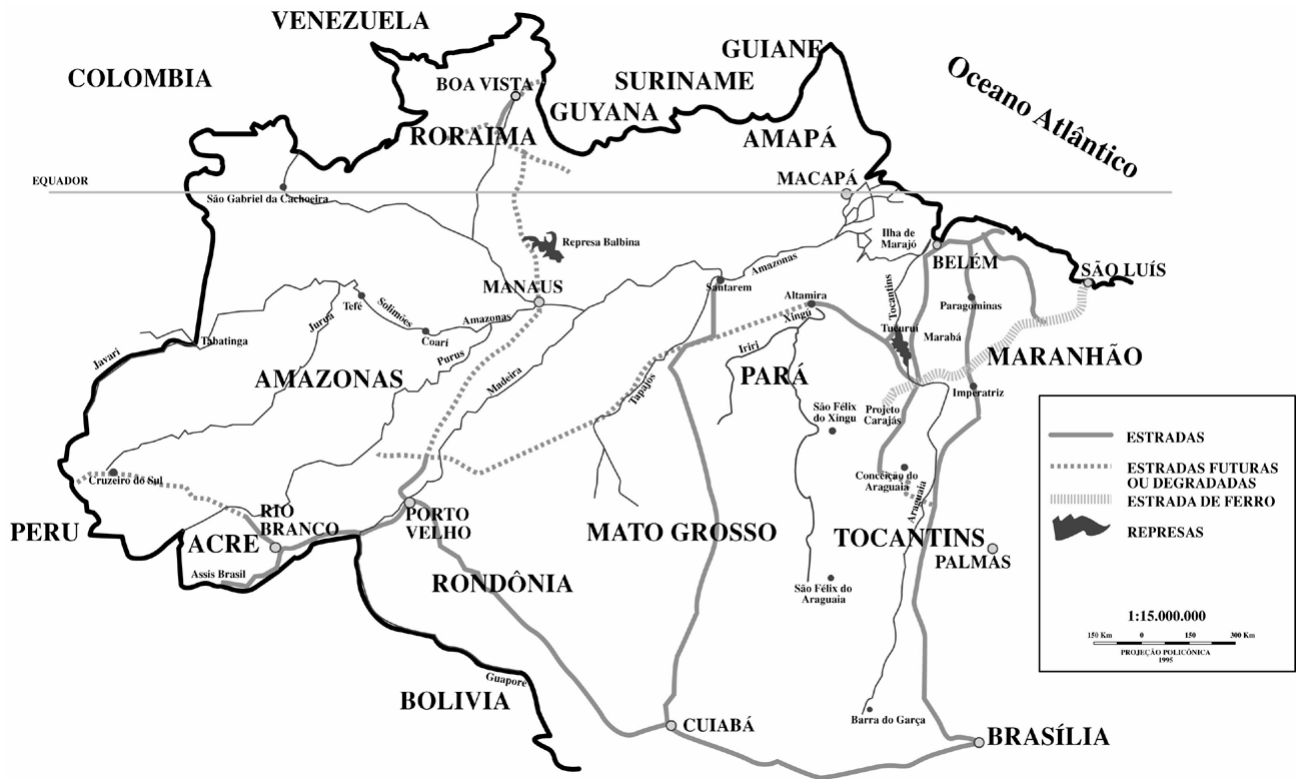 VENEZUELA
GUIANE
COLOMBIA
SURINAME
Oceano Atlântico
BOA VISTA
GUYANA
RORAIMA
AMAPÁ
EQUADOR
MACAPÁ
São Gabriel da Cachoeira
Represa Balbina
Ilha de
Marajó
BELÉM
SÃO LUÍS
Amazonas
Santarem
MANAUS
Altamira
Xingú
Tocantins
Paragominas
Tefé
Solimões
Amazonas
Coarí
Jurua
Purus
Madeira
Tucuruí
Marabá
Javari
Tabatinga
Iriri
MARANHÃO
AMAZONAS
PARÁ
Tapajos
Imperatriz
São Félix
do Xingu
Projeto
Carajás
Cruzeiro do Sul
Conceição do
Araguaia
Araguaia
RIO
BRANCO
PORTO
VELHO
PERU
ACRE
MATO GROSSO
TOCANTINS
PALMAS
Assis Brasil
RONDÔNIA
São Félix do
Araguaia
Guaporé
BOLIVIA
CUIABÁ
Barra do Garça
BRASÍLIA
ESTRADAS
ESTRADAS FUTURAS
OU DEGRADADAS
ESTRADA DE FERRO
REPRESAS
1:15.000.000
150 Km 0 150 300 Km
PROJEÇÃO POLICÔNICA
1995